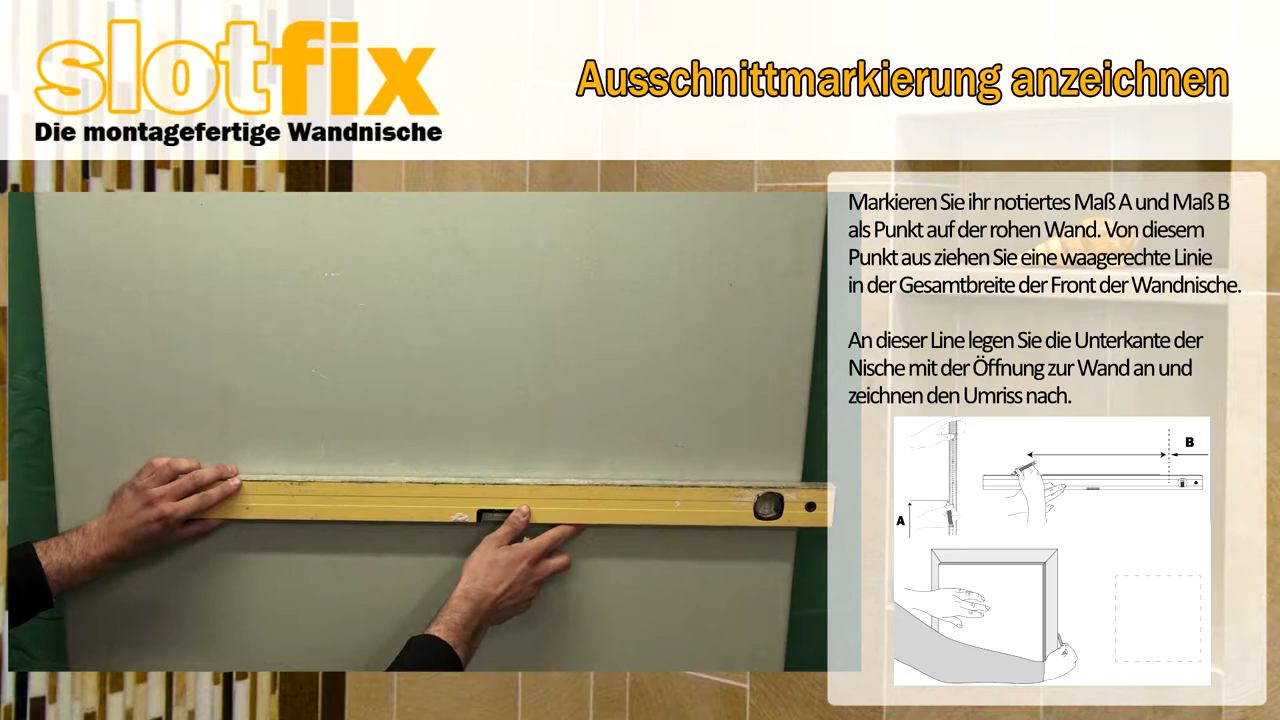 slotfix
Die montagefertige Wandnische
Ausschnittmarkierung anzeichnen
Markieren Sie ihr notiertes Maß A und Maß B
als Punkt auf der rohen Wand. Von diesem
Punkt aus ziehen Sie eine waagerechte Linie
in der Gesamtbreite der Front der Wandnische.
An dieser Line legen Sie die Unterkante der
Nische mit der Öffnung zur Wand an und
zeichnen den Umriss nach.
B
A